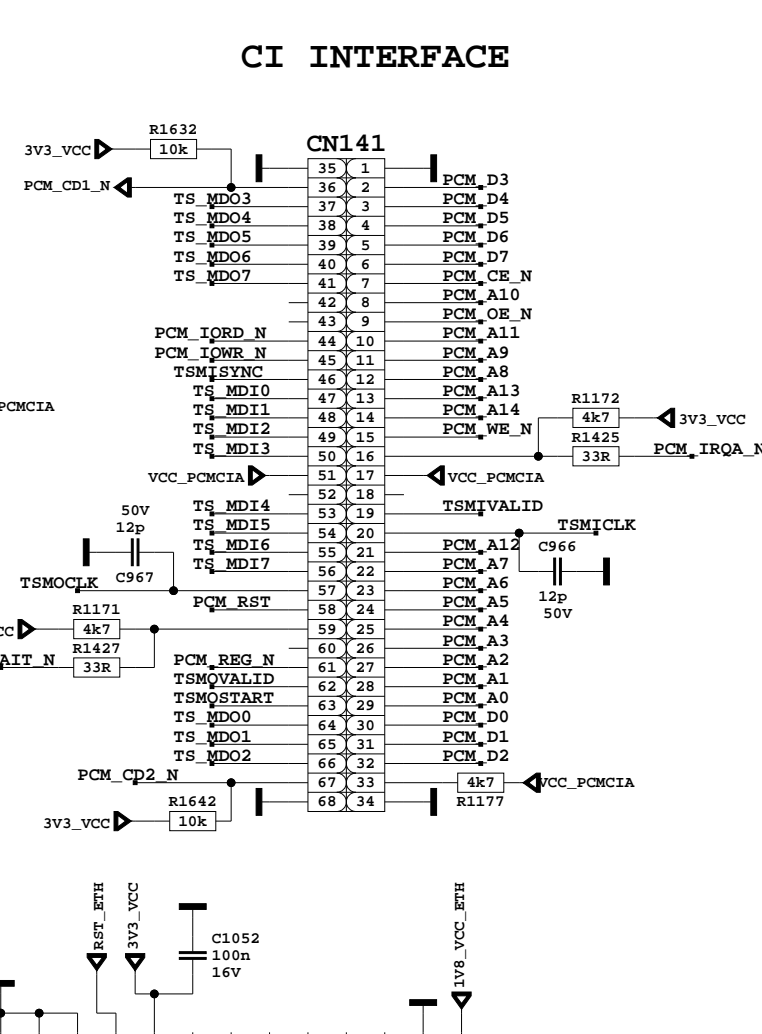 CI INTERFACE
CN141
R1632
3V3_VCC
10k
35 1
PCM_CD1_N
36 2 PCM_D3
TS_MDO3 37 3 PCM_D4
TS_MDO4 38 4 PCM_D5
TS_MDO5 39 5 PCM_D6
TS_MDO6 40 6 PCM_D7
TS_MDO7 41 7 PCM_CE_N
42 8 PCM_A10
43 9 PCM_OE_N
PCM_IORD_N 44 10 PCM_A11
PCM_IOWR_N 45 11 PCM_A9
TSMISYNC 46 12 PCM_A8
TS_MDI0 47 13 PCM_A13
R1172
PCMCIA
TS_MDI1 48 14 PCM_A14
4k7 3V3_VCC
TS_MDI2 49 15 PCM_WE_N
R1425
TS_MDI3 50 16 33R PCM_IRQA_N
VCC_PCMCIA 51 17 VCC_PCMCIA
52 18
50V
TS_MDI4 53 19 TSMIVALID
12p
TS_MDI5 54 20 TSMICLK
TS_MDI6 55 21 PCM_A12 C966
C967
TS_MDI7 56 22 PCM_A7
TSMOCLK 57 23 PCM_A6
12p
50V
R1171
PCM_RST 58 24 PCM_A5
CC 4k7 59 25 PCM_A4
R1427
60 26 PCM_A3
AIT_N 33R PCM_REG_N 61 27 PCM_A2
TSMOVALID 62 28 PCM_A1
TSMOSTART 63 29 PCM_A0
TS_MDO0 64 30 PCM_D0
TS_MDO1 65 31 PCM_D1
TS_MDO2 66 32 PCM_D2
PCM_CD2_N 67 33 4k7 VCC_PCMCIA
R1642 68 34 R1177
3V3_VCC 10k
RST_ETH
3V3_VCC
C1052
100n
16V
1V8_VCC_ETH